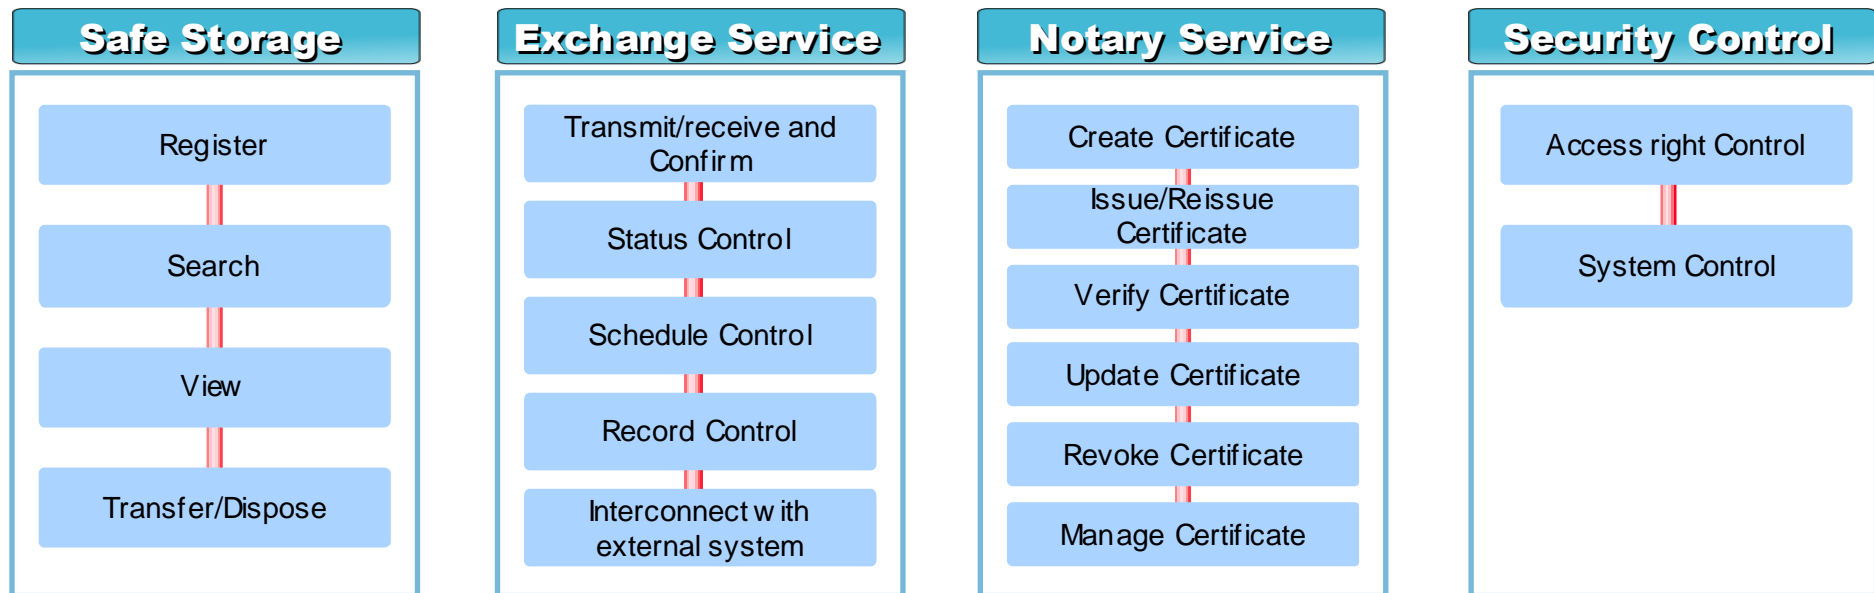 Safe Storage
Register
Search
View
Transfer/Dispose
Exchange Service
Transmit/receive and
Confirm
Status Control
Schedule Control
Record Control
Interconnect with
external system
Notary Service
Create Certificate
Issue/Reissue
Certificate
Verify Certificate
Update Certificate
Revoke Certificate
Manage Certificate
Security Control
Access right Control
System Control